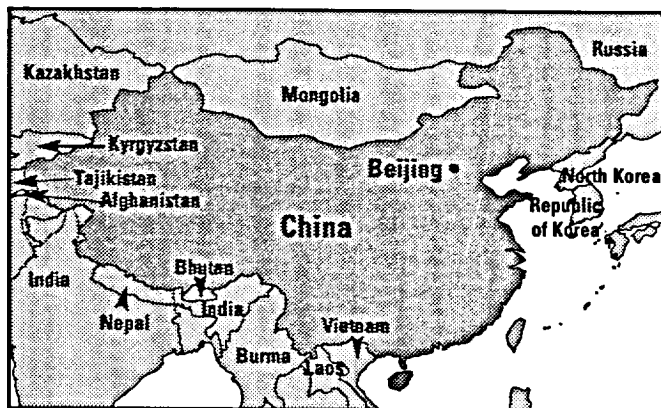 Russia
Kazakhstan
Mongolia
Kyrgyzstan
Beijing
North Korea
Tajikistan
Afghanistan
Republic
of Korea
China
India
Bhutan
Nepal
India
Vietnam
Burma
Laos